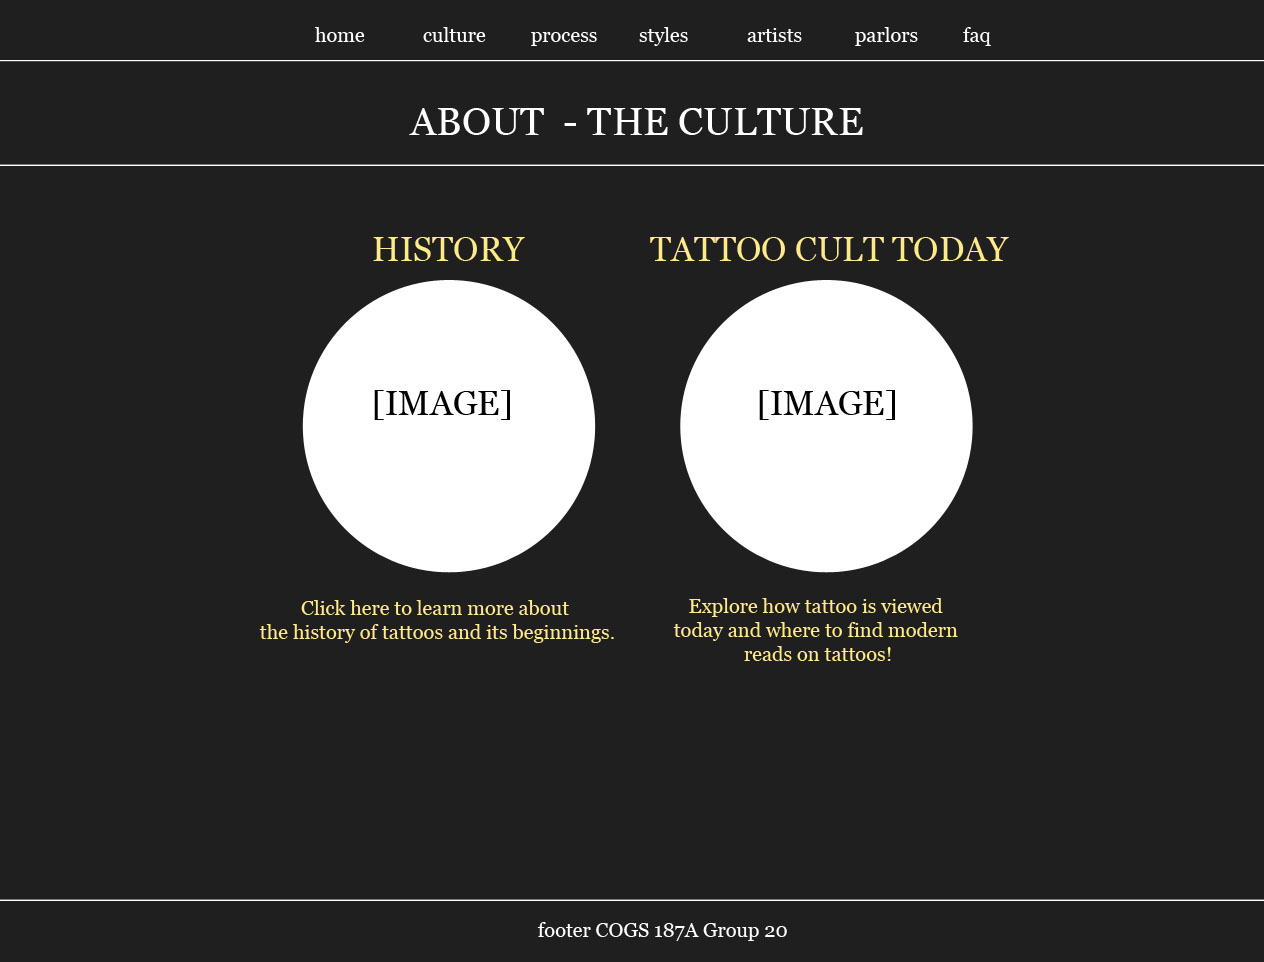 home culture process styles artists parlors faq
ABOUT - THE CULTURE
HISTORY
TATTOO CULT TODAY
[IMAGE]
[IMAGE]
Click here to learn more about
the history of tattoos and its beginnings.
Explore how tattoo is viewed
today and where to find modern
reads on tattoos!
footer COGS 187A Group 20